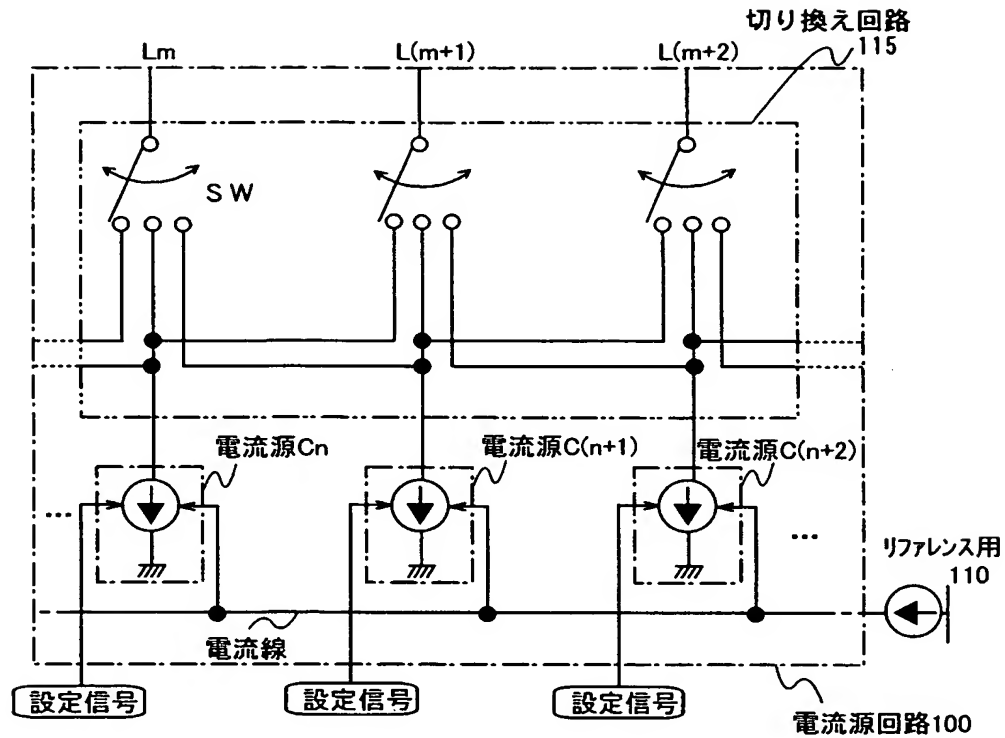 切り換え回路
115
Lm
L(m+1)
L(m+2)
SW
電流源Cn
電流源C(n+1)
電流源C(n+2)
...
...
リファレンス用
110
電流線
設定信号
設定信号
設定信号
電流源回路100